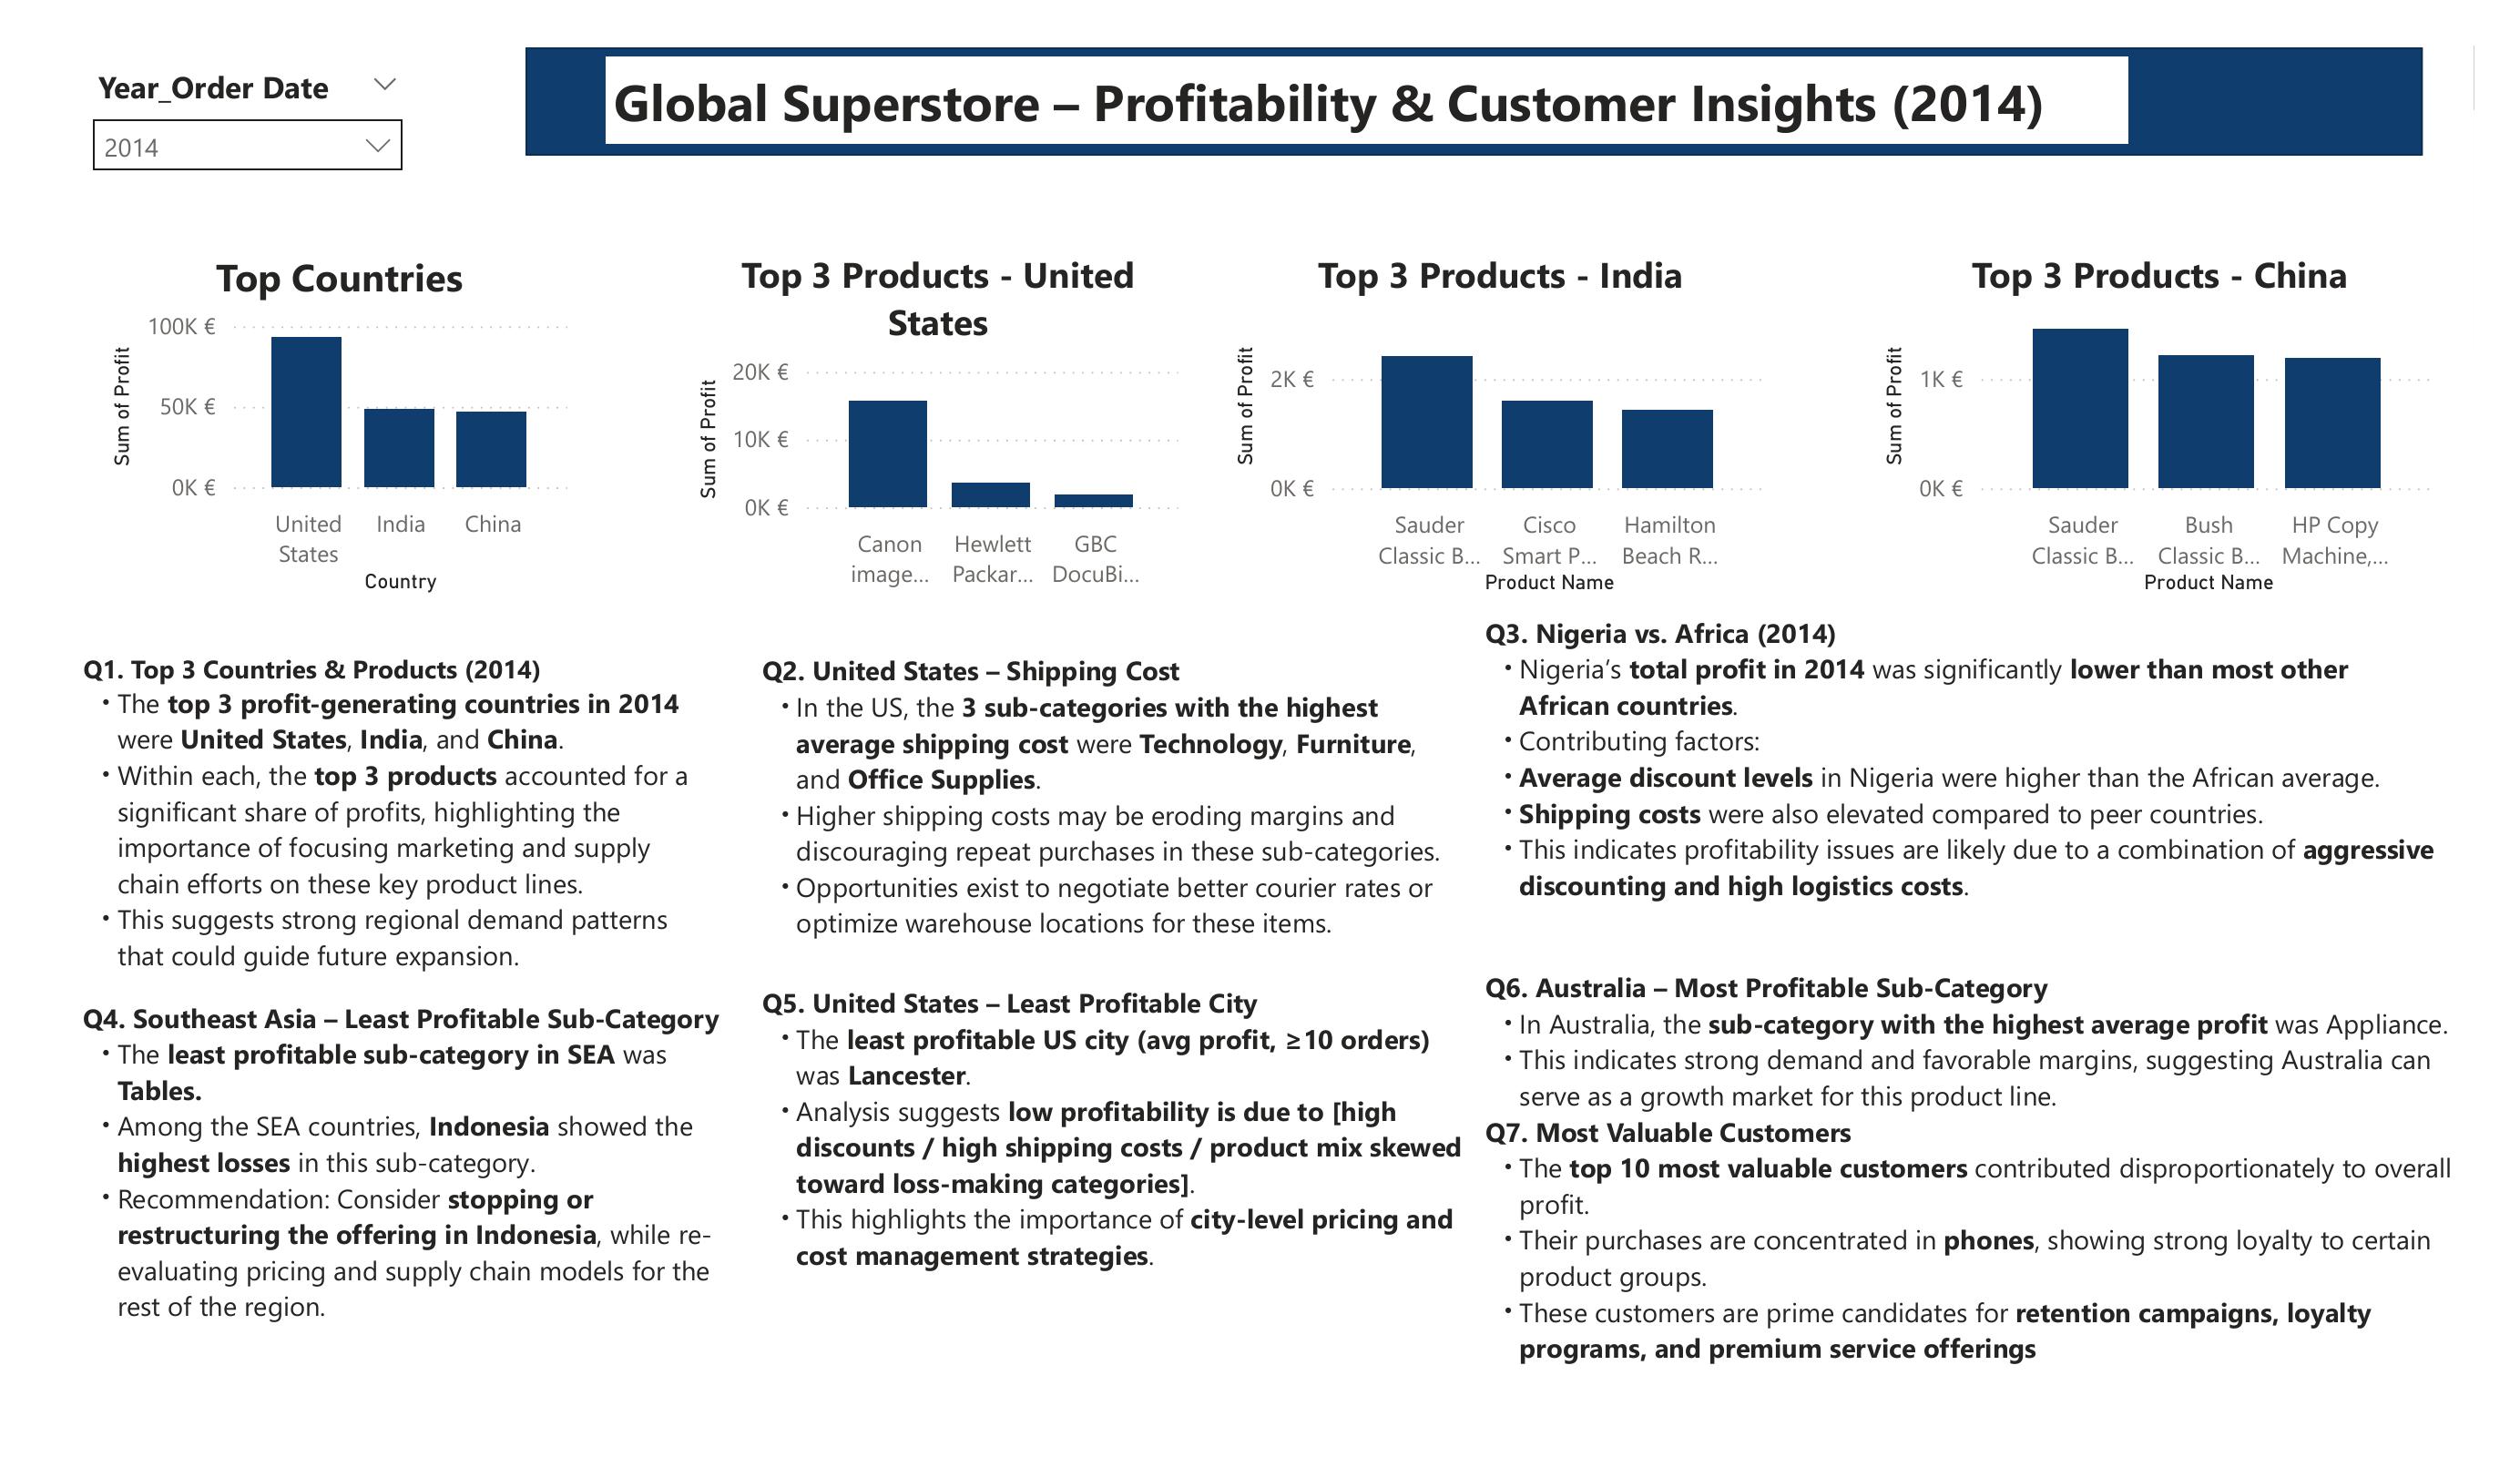 Year_Order Date
2014
Global Superstore – Profitability & Customer Insights (2014)
Top Countries
Sum of Profit
100K €
50K €
0K €
United
States
India
China
Country
Top 3 Products - United
States
Sum of Profit
20K €
10K €
0K €
Canon
image...
Hewlett
Packar...
GBC
DocuBi...
Top 3 Products - India
Sum of Profit
2K €
0K €
Sauder
Classic B...
Cisco
Smart P...
Hamilton
Beach R...
Product Name
Top 3 Products - China
Sum of Profit
1K €
0K €
Sauder
Classic B...
Bush
Classic B...
HP Copy
Machine,...
Product Name
Q1. Top 3 Countries & Products (2014)
• The top 3 profit-generating countries in 2014
were United States, India, and China.
• Within each, the top 3 products accounted for a
significant share of profits, highlighting the
importance of focusing marketing and supply
chain efforts on these key product lines.
• This suggests strong regional demand patterns
that could guide future expansion.
Q2. United States – Shipping Cost
• In the US, the 3 sub-categories with the highest
average shipping cost were Technology, Furniture,
and Office Supplies.
• Higher shipping costs may be eroding margins and
discouraging repeat purchases in these sub-categories.
• Opportunities exist to negotiate better courier rates or
optimize warehouse locations for these items.
Q3. Nigeria vs. Africa (2014)
• Nigeria’s total profit in 2014 was significantly lower than most other
African countries.
• Contributing factors:
• Average discount levels in Nigeria were higher than the African average.
• Shipping costs were also elevated compared to peer countries.
• This indicates profitability issues are likely due to a combination of aggressive
discounting and high logistics costs.
Q4. Southeast Asia – Least Profitable Sub-Category
• The least profitable sub-category in SEA was
Tables.
• Among the SEA countries, Indonesia showed the
highest losses in this sub-category.
• Recommendation: Consider stopping or
restructuring the offering in Indonesia, while re-
evaluating pricing and supply chain models for the
rest of the region.
Q5. United States – Least Profitable City
• The least profitable US city (avg profit, ≥10 orders)
was Lancester.
• Analysis suggests low profitability is due to [high
discounts / high shipping costs / product mix skewed
toward loss-making categories].
• This highlights the importance of city-level pricing and
cost management strategies.
Q6. Australia – Most Profitable Sub-Category
• In Australia, the sub-category with the highest average profit was Appliance.
• This indicates strong demand and favorable margins, suggesting Australia can
serve as a growth market for this product line.
Q7. Most Valuable Customers
• The top 10 most valuable customers contributed disproportionately to overall
profit.
• Their purchases are concentrated in phones, showing strong loyalty to certain
product groups.
• These customers are prime candidates for retention campaigns, loyalty
programs, and premium service offerings